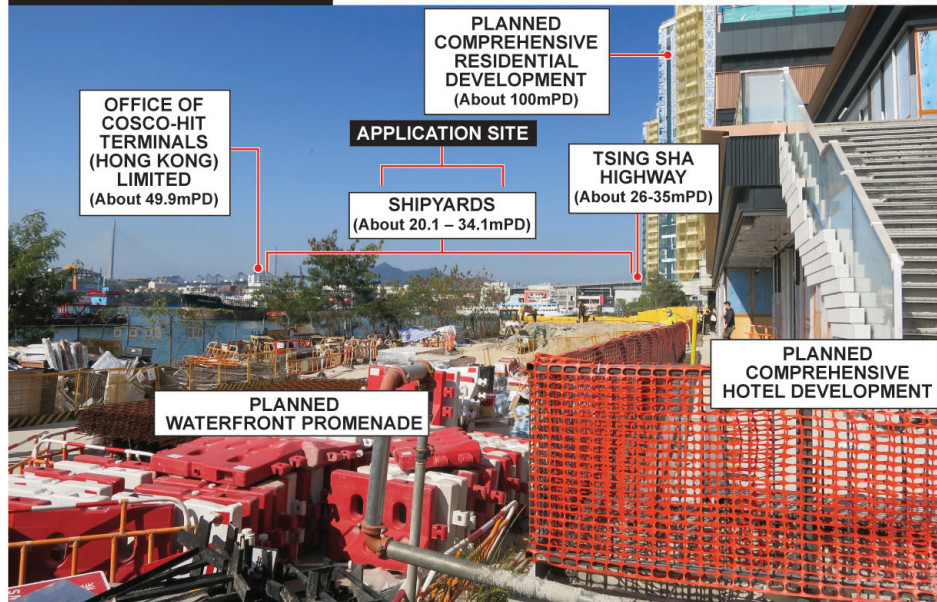 PLANNED
COMPREHENSIVE
RESIDENTIAL
DEVELOPMENT
(About 100mPD)
OFFICE OF
COSCO-HIT
TERMINALS
(HONG KONG)
LIMITED
(About 49.9mPD)
APPLICATION SITE
SHIPYARDS
(About 20.1 – 34.1mPD)
TSING SHA
HIGHWAY
(About 26-35mPD)
PLANNED
COMPREHENSIVE
HOTEL DEVELOPMENT
PLANNED
WATERFRONT PROMENADE